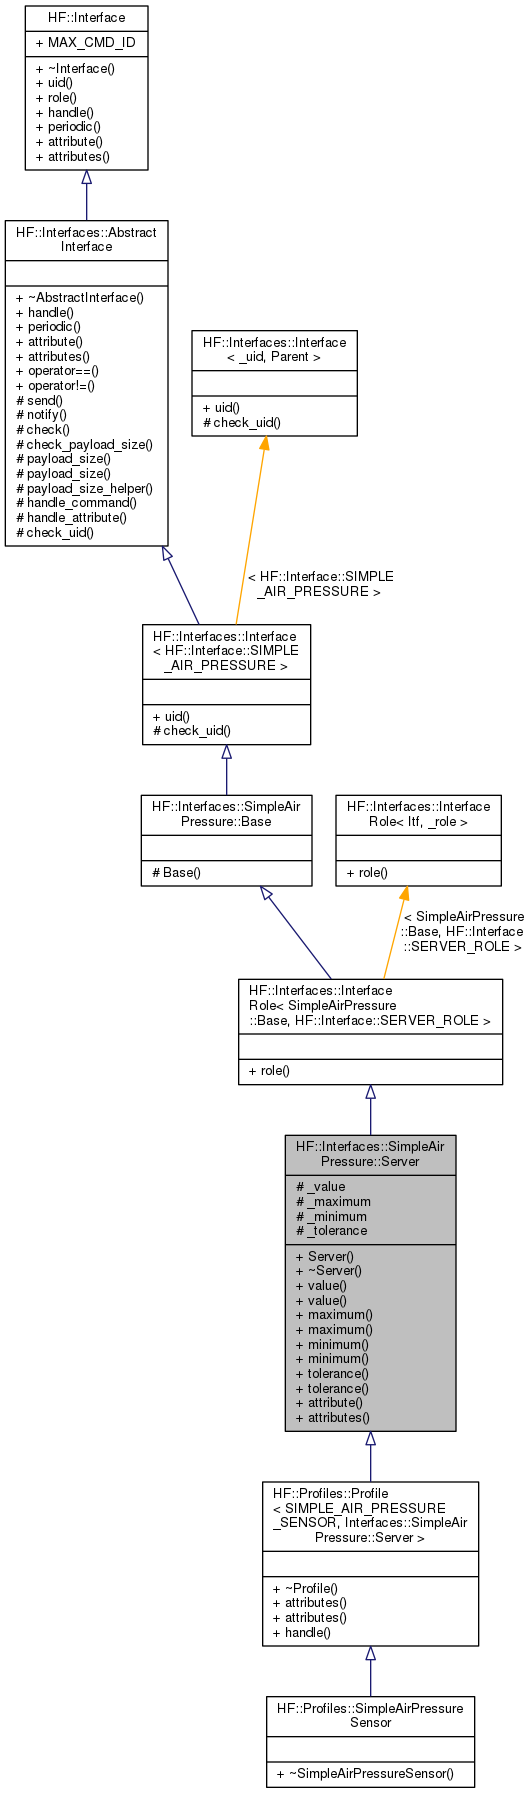 HF::Interface
+ MAX_CMD_ID
+ ~Interface()
+ uid()
+ role()
+ handle()
+ periodic()
+ attribute()
+ attributes()
HF::Interfaces::Abstract
Interface
+ ~AbstractInterface()
+ handle()
+ periodic()
+ attribute()
+ attributes()
+ operator==()
+ operator!=()
# send()
# notify()
# check()
# check_payload_size()
# payload_size()
# payload_size()
# payload_size_helper()
# handle_command()
# handle_attribute()
# check_uid()
HF::Interfaces::Interface
< _uid, Parent >
+ uid()
# check_uid()
< HF::Interface::SIMPLE
_AIR_PRESSURE >
HF::Interfaces::Interface
< HF::Interface::SIMPLE
_AIR_PRESSURE >
+ uid()
# check_uid()
HF::Interfaces::SimpleAir
Pressure::Base
# Base()
HF::Interfaces::Interface
Role< Itf, _role >
+ role()
< SimpleAirPressure
::Base, HF::Interface
::SERVER_ROLE >
HF::Interfaces::Interface
Role< SimpleAirPressure
::Base, HF::Interface::SERVER_ROLE >
+ role()
HF::Interfaces::SimpleAir
Pressure::Server
# _value
# _maximum
# _minimum
# _tolerance
+ Server()
+ ~Server()
+ value()
+ value()
+ maximum()
+ maximum()
+ minimum()
+ minimum()
+ tolerance()
+ tolerance()
+ attribute()
+ attributes()
HF::Profiles::Profile
< SIMPLE_AIR_PRESSURE
_SENSOR, Interfaces::SimpleAir
Pressure::Server >
+ ~Profile()
+ attributes()
+ attributes()
+ handle()
HF::Profiles::SimpleAirPressure
Sensor
+ ~SimpleAirPressureSensor()